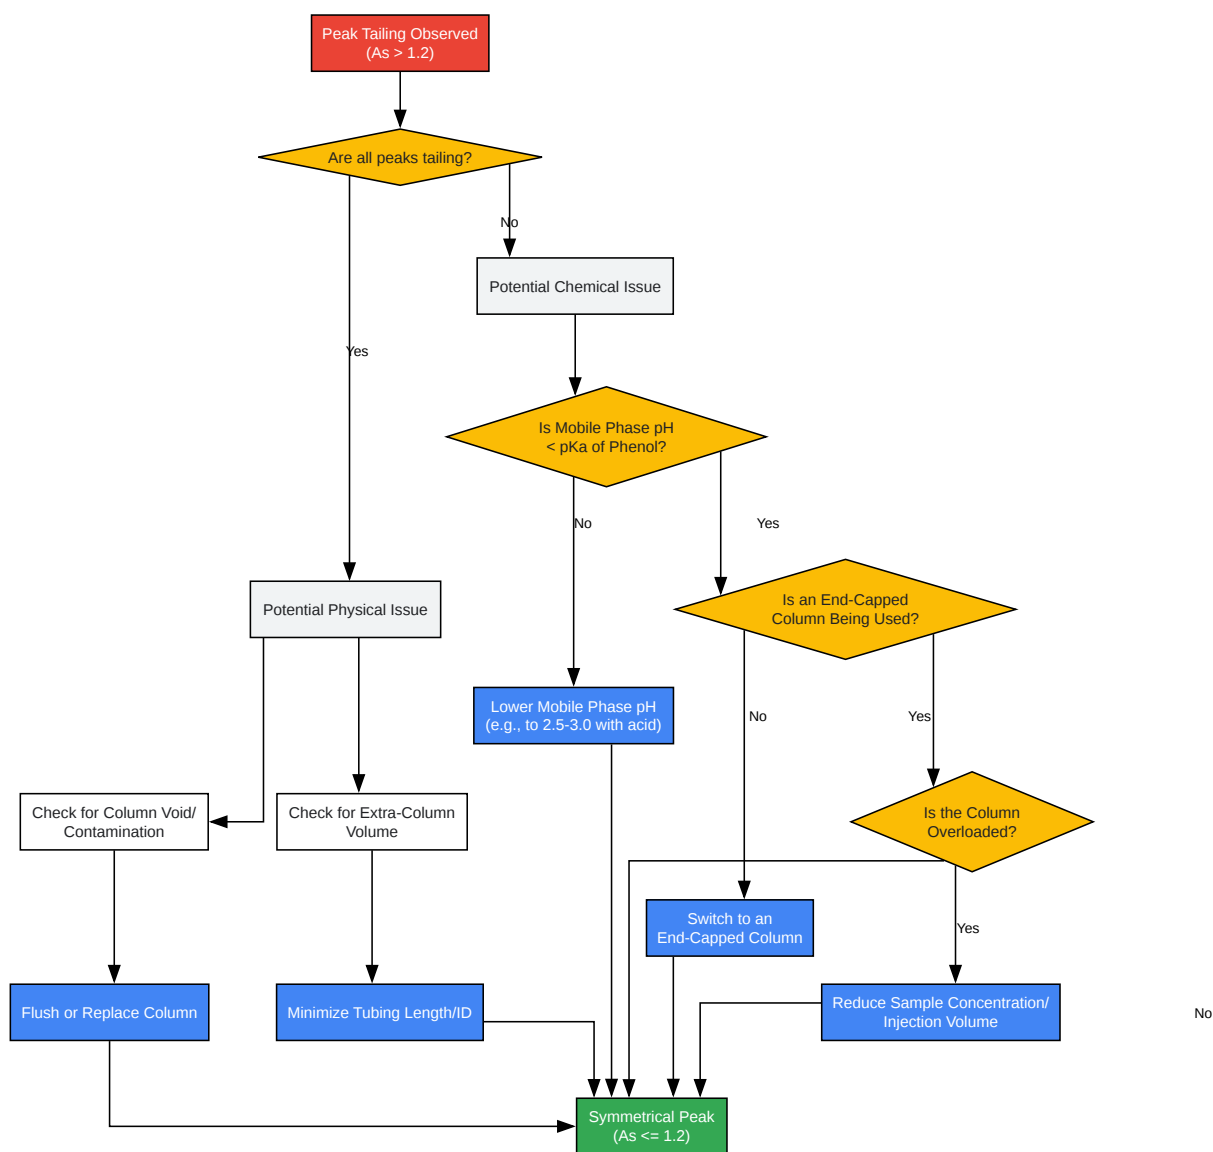 Peak Tailing Observed
(As > 1.2)
Are all peaks tailing?
No
Potential Chemical Issue
Yes
Is Mobile Phase pH
< pKa of Phenol?
No
Yes
Is an End-Capped
Column Being Used?
Potential Physical Issue
Lower Mobile Phase pH
(e.g., to 2.5-3.0 with acid)
No
Yes
Check for Column Void/
Contamination
Check for Extra-Column
Volume
Is the Column
Overloaded?
Switch to an
End-Capped Column
Yes
Flush or Replace Column
Minimize Tubing Length/ID
Reduce Sample Concentration/
Injection Volume
No
Symmetrical Peak
(As <= 1.2)